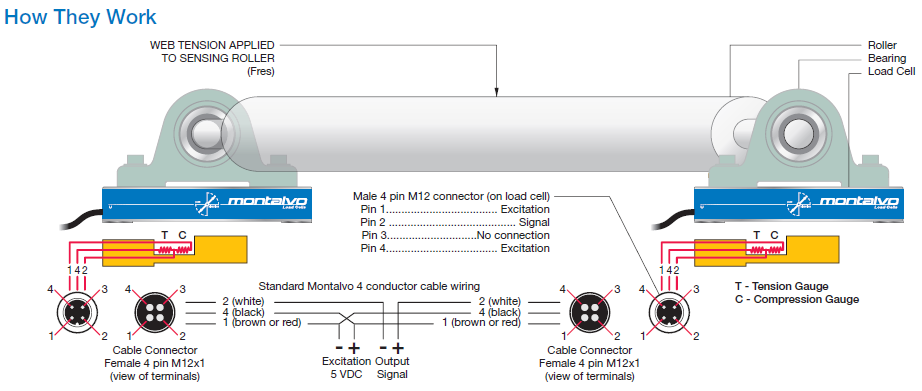 How They Work
WEB TENSION APPLIED
TO SENSING ROLLER
(Fres)
Roller
Bearing
Load Cell
montalvo
Load Cells
montalvo
Load Cells
Male 4 pin M12 connector (on load cell)
Pin 1.................................. Excitation
Pin 2 ....................................... Signal
Pin 3...........................No connection
Pin 4.................................. Excitation
T C
T C
1 4 2
1 4 2
T - Tension Gauge
C - Compression Gauge
Standard Montalvo 4 conductor cable wiring
4 3
4 3
4 3
4 3
2 (white)
4 (black)
1 (brown or red)
2 (white)
4 (black)
1 (brown or red)
1 2
1 2
1 2
1 2
- + - +
Cable Connector
Female 4 pin M12x1
(view of terminals)
Excitation Output
5 VDC Signal
Cable Connector
Female 4 pin M12x1
(view of terminals)